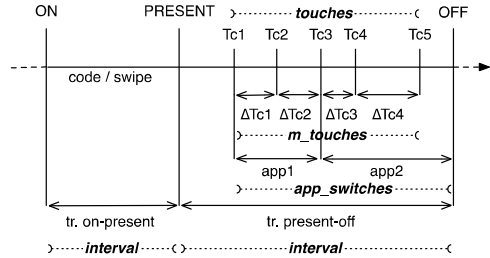 ON PRESENT touches OFF
Tc1 Tc2 Tc3 Tc4 Tc5
code / swipe
ΔTc1 ΔTc2 ΔTc3 ΔTc4
m_touches
app1 app2
app_switches
tr. on-present tr. present-off
interval interval